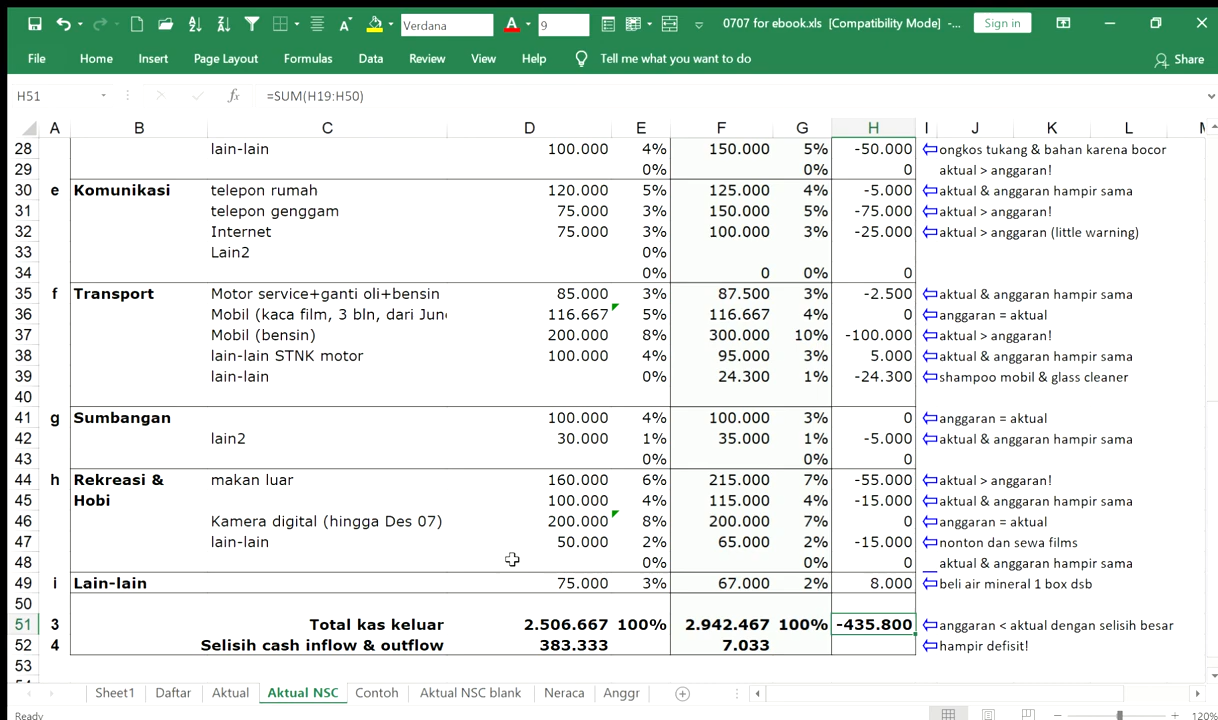 Verdana A 9 0707 for ebook.xls [Compatibility Mode] -... Sign in
File Home Insert Page Layout Formulas Data Review View Help Tell me what you want to do Share
H51 fx =SUM(H19:H50)
A B C D E F G H I J K L M
28 lain-lain 100.000 4% 150.000 5% -50.000 ongkos tukang & bahan karena bocor
29 0% 0% 0 aktual > anggaran!
30 e Komunikasi telepon rumah 120.000 5% 125.000 4% -5.000 aktual & anggaran hampir sama
31 telepon genggam 75.000 3% 150.000 5% -75.000 aktual > anggaran!
32 Internet 75.000 3% 100.000 3% -25.000 aktual > anggaran (little warning)
33 Lain2 0%
34 0% 0 0% 0
35 f Transport Motor service+ganti oli+bensin 85.000 3% 87.500 3% -2.500 aktual & anggaran hampir sama
36 Mobil (kaca film, 3 bln, dari June 116.667 5% 116.667 4% 0 anggaran = aktual
37 Mobil (bensin) 200.000 8% 300.000 10% -100.000 aktual > anggaran!
38 lain-lain STNK motor 100.000 4% 95.000 3% 5.000 aktual & anggaran hampir sama
39 lain-lain 0% 24.300 1% -24.300 shampoo mobil & glass cleaner
40
41 g Sumbangan 100.000 4% 100.000 3% 0 anggaran = aktual
42 lain2 30.000 1% 35.000 1% -5.000 aktual & anggaran hampir sama
43 0% 0% 0
44 h Rekreasi & makan luar 160.000 6% 215.000 7% -55.000 aktual > anggaran!
45 Hobi 100.000 4% 115.000 4% -15.000 aktual & anggaran hampir sama
46 Kamera digital (hingga Des 07) 200.000 8% 200.000 7% 0 anggaran = aktual
47 lain-lain 50.000 2% 65.000 2% -15.000 nonton dan sewa films
48 0% 0% 0 aktual & anggaran hampir sama
49 i Lain-lain 75.000 3% 67.000 2% 8.000 beli air mineral 1 box dsb
50
51 3 Total kas keluar 2.506.667 100% 2.942.467 100% -435.800 anggaran < aktual dengan selisih besar
52 4 Selisih cash inflow & outflow 383.333 7.033 hampir defisit!
53
Sheet1 Daftar Aktual Aktual NSC Contoh Aktual NSC blank Neraca Anggr
Ready 120%